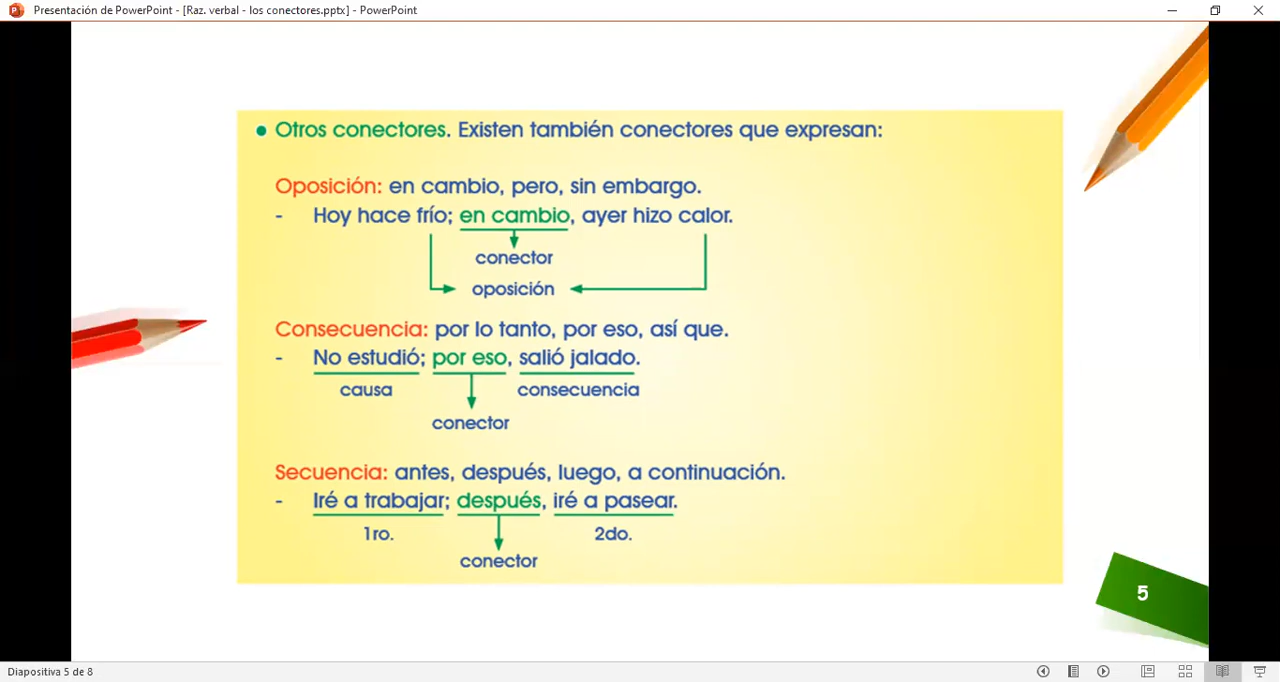 Presentación de PowerPoint - [Raz. verbal - los conectores.pptx] - PowerPoint
• Otros conectores. Existen también conectores que expresan:
Oposición: en cambio, pero, sin embargo.
- Hoy hace frío; en cambio, ayer hizo calor.
conector
oposición
Consecuencia: por lo tanto, por eso, así que.
- No estudió; por eso, salió jalado.
causa consecuencia
conector
Secuencia: antes, después, luego, a continuación.
- Iré a trabajar; después, iré a pasear.
1ro. 2do.
conector
5
Diapositiva 5 de 8